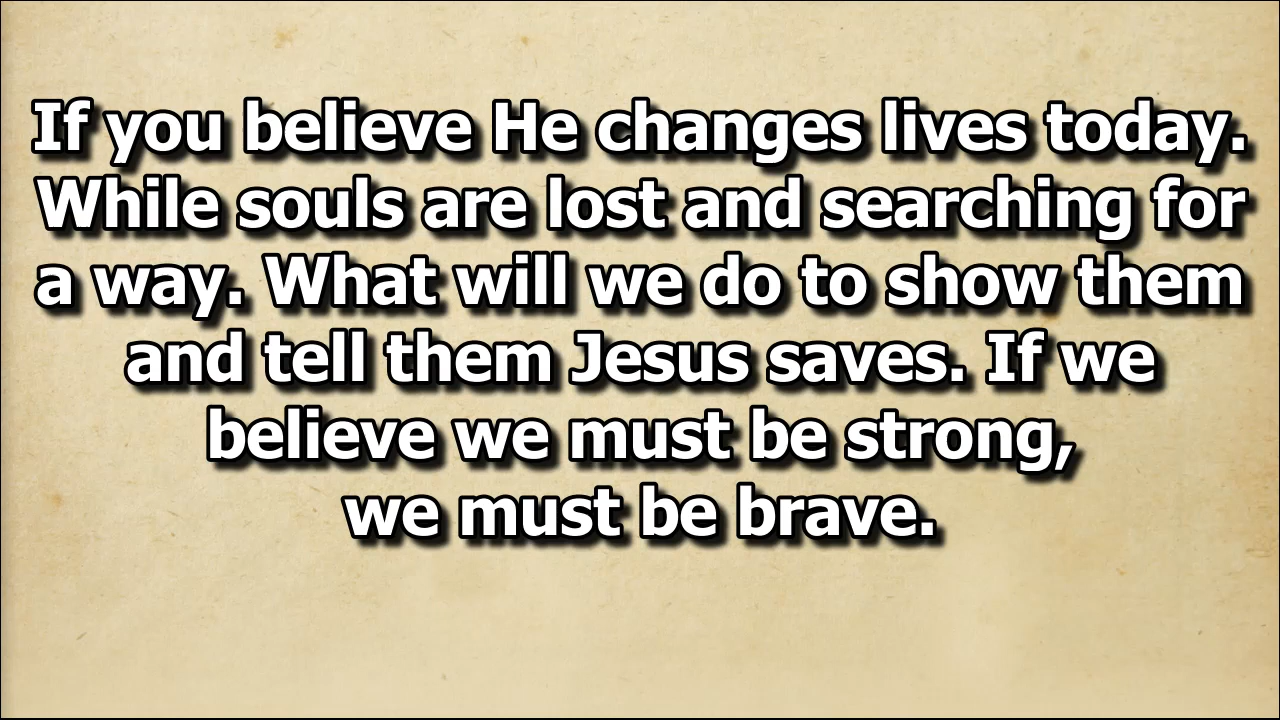 If you believe He changes lives today.
While souls are lost and searching for
a way. What will we do to show them
and tell them Jesus saves. If we
believe we must be strong,
we must be brave.